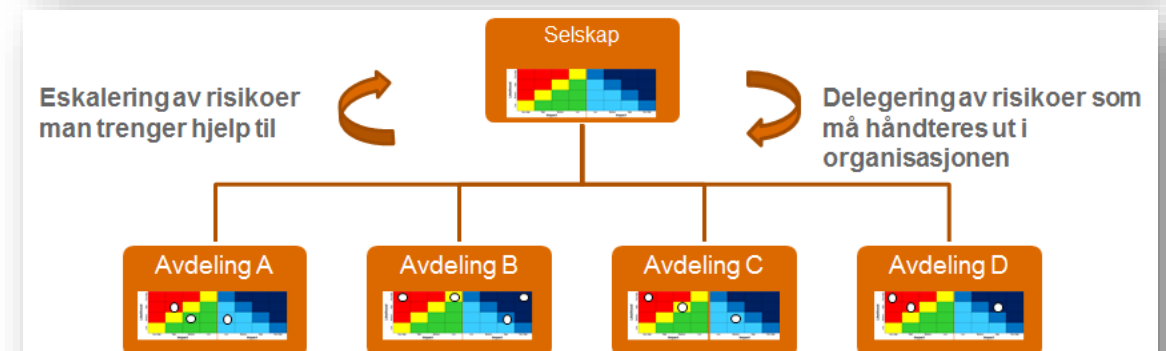 Selskap
Eskalering av risikoer
man trenger hjelp til
Delegering av risikoer som
må håndteres ut i
organisasjonen
Avdeling A
Avdeling B
Avdeling C
Avdeling D